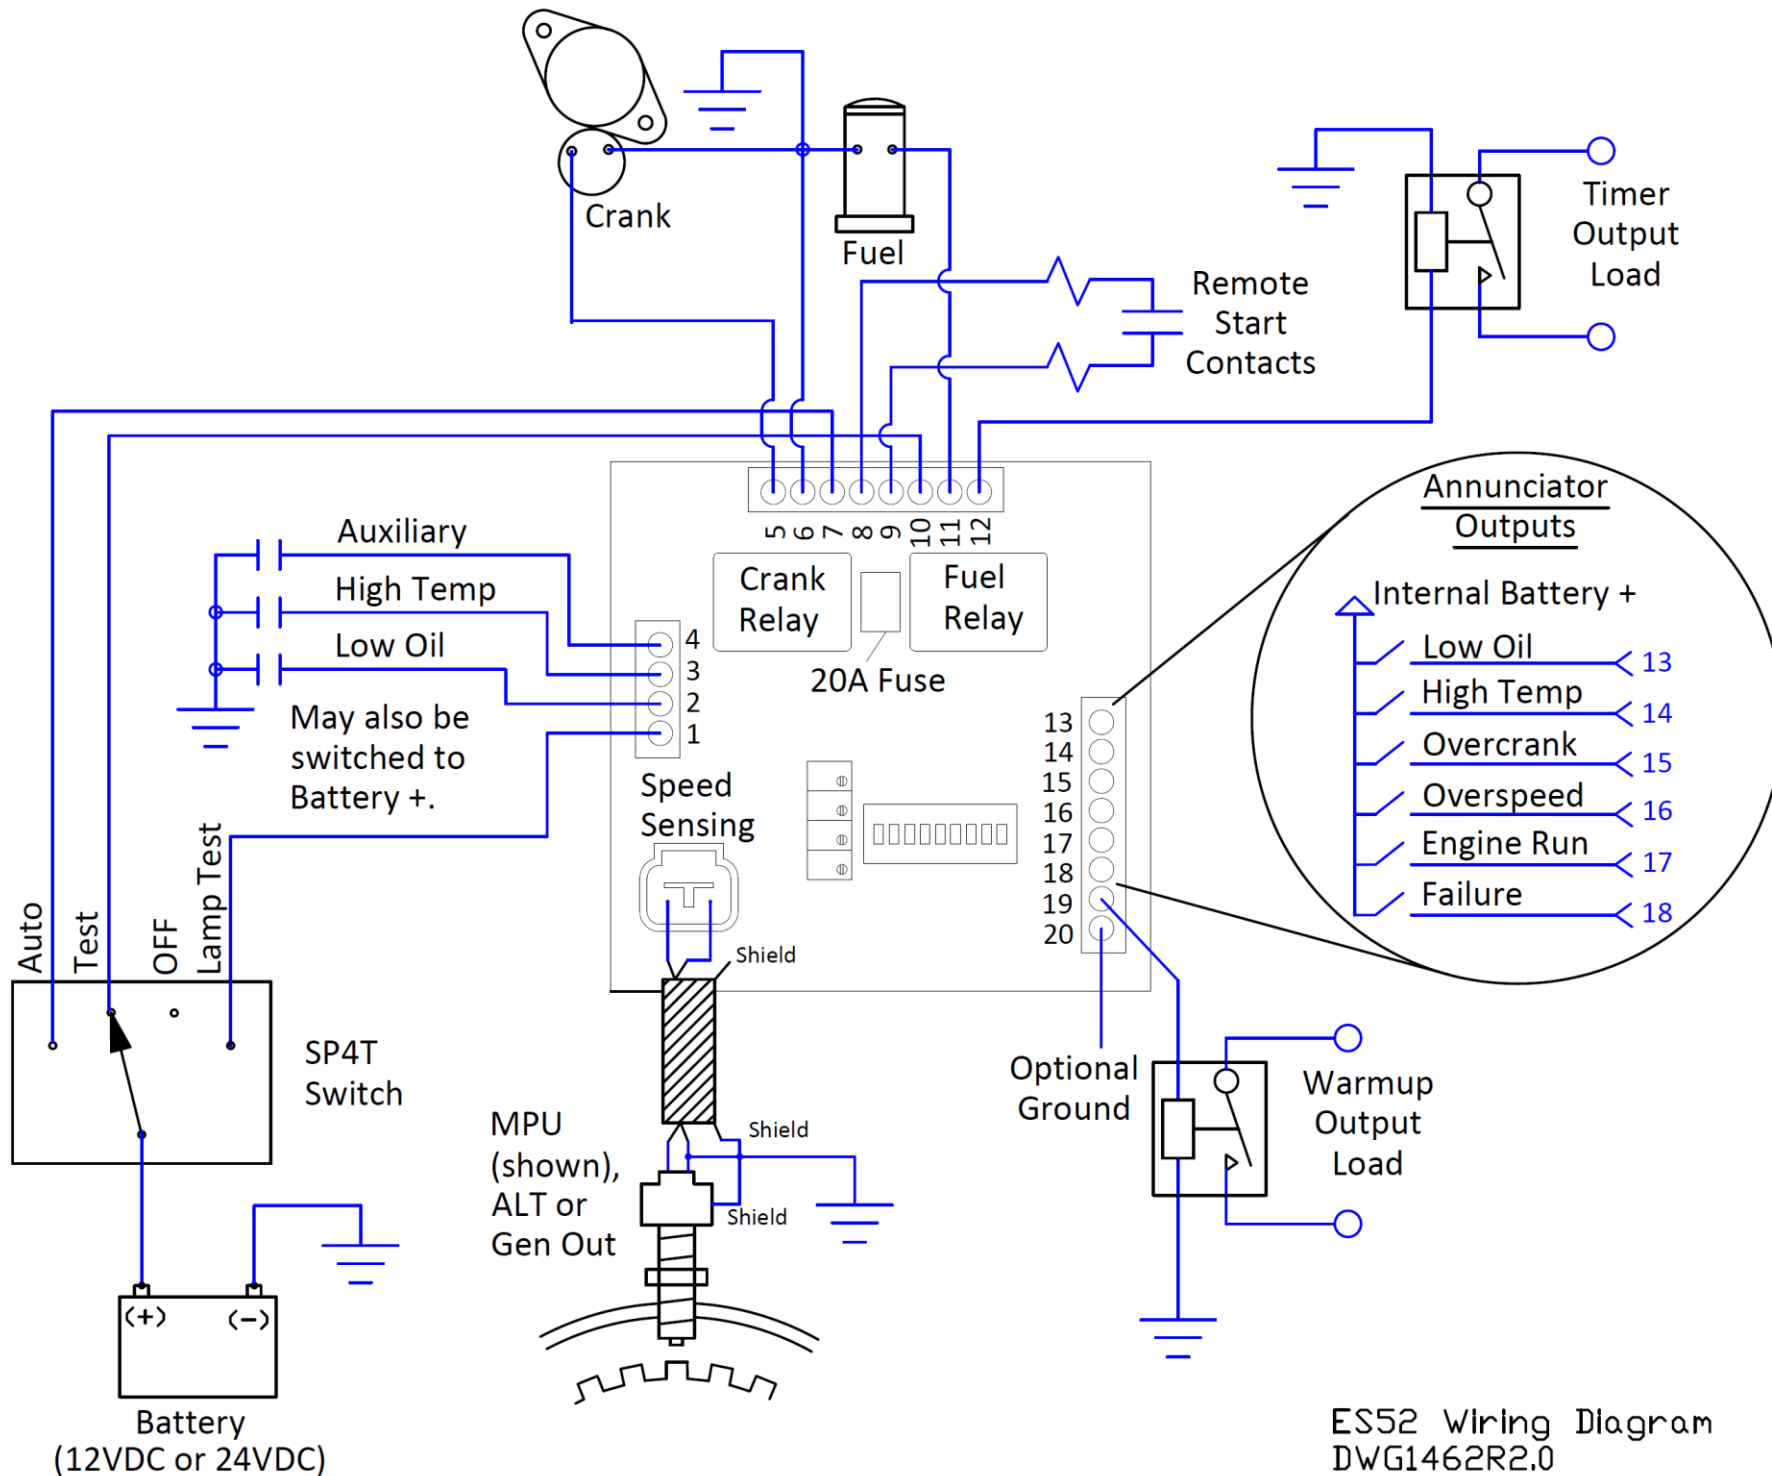 Crank
Fuel
Timer
Output
Load
Remote
Start
Contacts
5 6 7 8 9 10 11 12
Crank
Relay
Fuel
Relay
20A Fuse
Auxiliary
High Temp
Low Oil
May also be
switched to
Battery +.
4
3
2
1
Speed
Sensing
Shield
13
14
15
16
17
18
19
20
Annunciator
Outputs
Internal Battery +
Low Oil 13
High Temp 14
Overcrank 15
Overspeed 16
Engine Run 17
Failure 18
Auto
Test
OFF
Lamp Test
SP4T
Switch
MPU
(shown),
ALT or
Gen Out
Shield
Shield
Optional
Ground
Warmup
Output
Load
(+) (-)
Battery
(12VDC or 24VDC)
ES52 Wiring Diagram
DWG1462R2.0